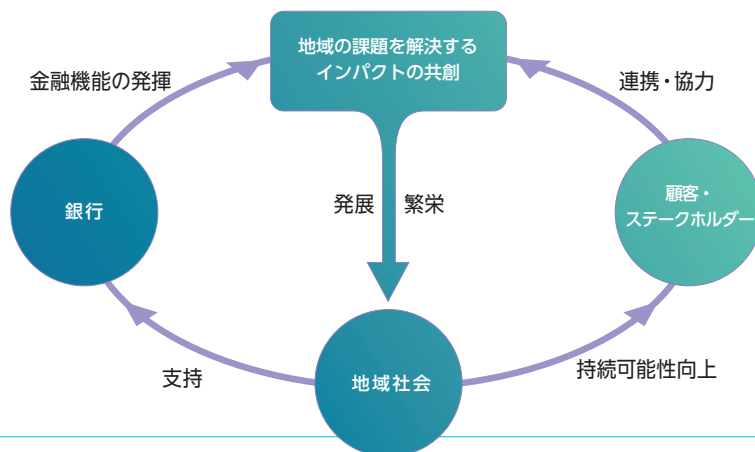 地域の課題を解決する
インパクトの共創
金融機能の発揮
連携・協力
銀行
発展
繁栄
顧客・
ステークホルダー
支持
地域社会
持続可能性向上